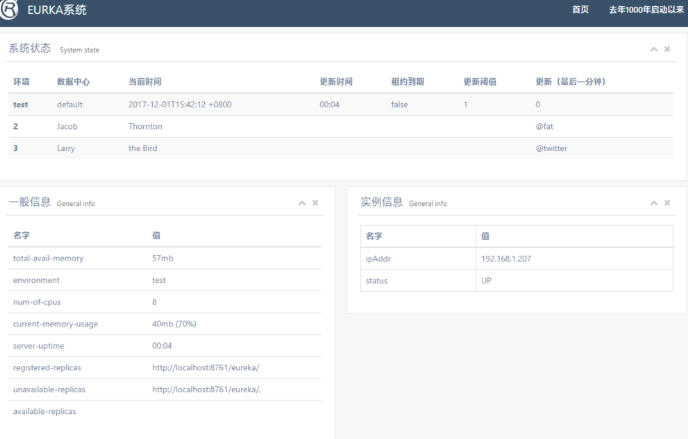 EURKA系统 首页 去年1000年启动以来
系统状态 System state
环境 数据中心 当前时间 更新时间 租约到期 更新阈值 更新（最后一分钟）
test default 2017-12-01T15:42:12 +0800 00:04 false 1 0
2 Jacob Thornton @fat
3 Larry the Bird @twitter
一般信息 General info
名字 值
total-avail-memory 57mb
environment test
num-of-cpus 8
current-memory-usage 40mb (70%)
server-uptime 00:04
registered-replicas http://localhost:8761/eureka/
unavailable-replicas http://localhost:8761/eureka/,
available-replicas
实例信息 General info
名字 值
ipAddr 192.168.1.207
status UP